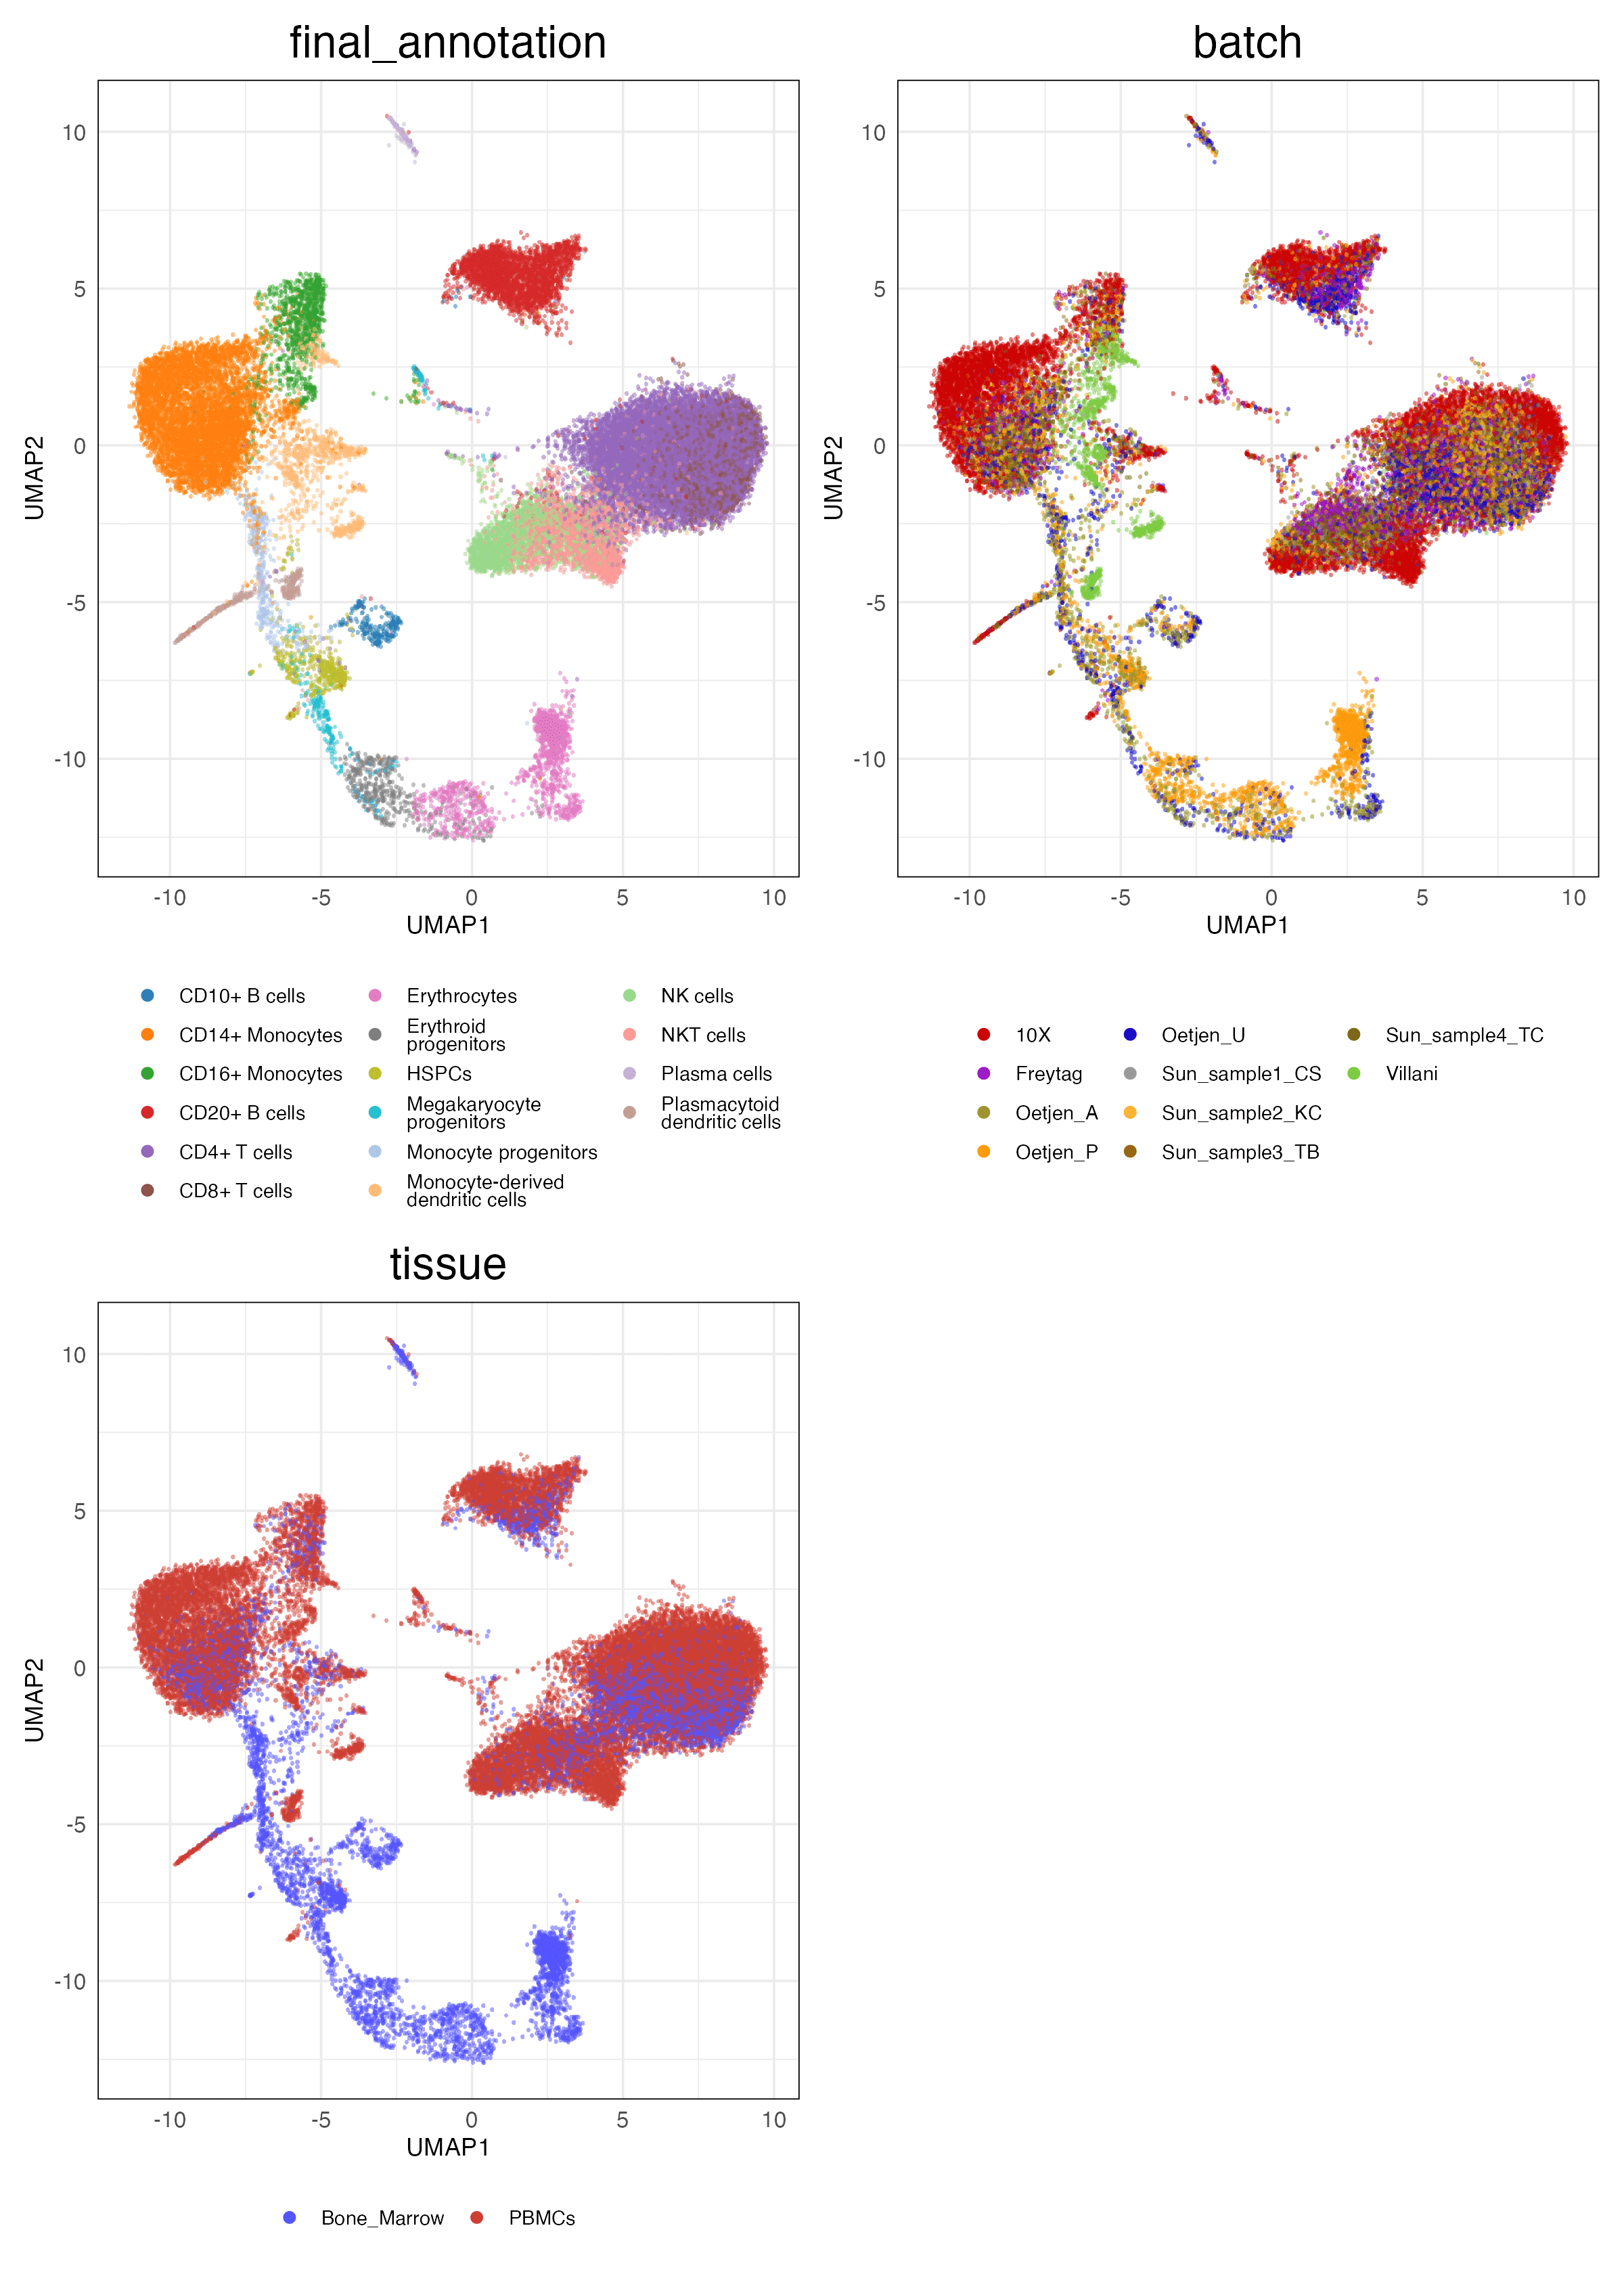 final_annotation
batch
10
5
0
-5
-10
UMAP2
-10 -5 0 5 10
UMAP1
10
5
0
-5
-10
UMAP2
-10 -5 0 5 10
UMAP1
CD10+ B cells
CD14+ Monocytes
CD16+ Monocytes
CD20+ B cells
CD4+ T cells
CD8+ T cells
Erythrocytes
Erythroid
progenitors
HSPCs
Megakaryocyte
progenitors
Monocyte progenitors
Monocyte-derived
dendritic cells
NK cells
NKT cells
Plasma cells
Plasmacytoid
dendritic cells
10X
Freytag
Oetjen_A
Oetjen_P
Oetjen_U
Sun_sample1_CS
Sun_sample2_KC
Sun_sample3_TB
Sun_sample4_TC
Villani
tissue
10
5
0
-5
-10
UMAP2
-10 -5 0 5 10
UMAP1
Bone_Marrow
PBMCs